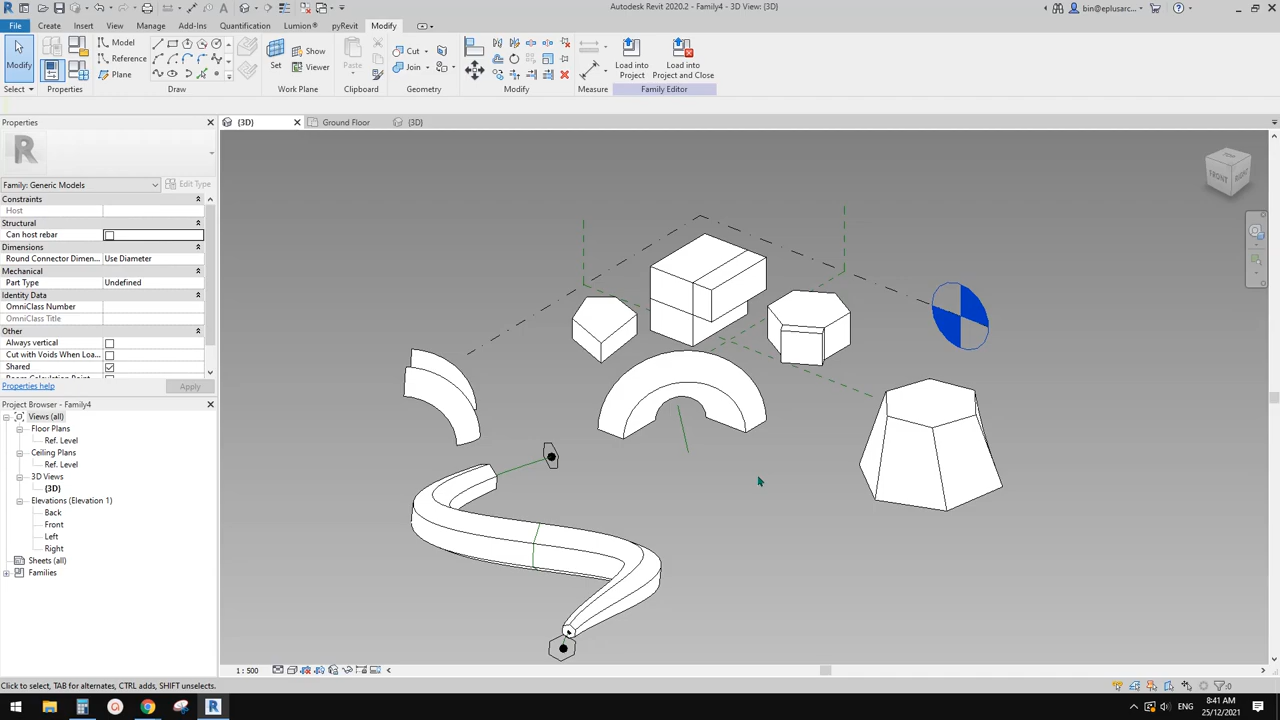 Autodesk Revit 2020.2 - Family4 - 3D View: {3D}
bin@eplusarc...
File Create Insert View Manage Add-Ins Quantification Lumion® pyRevit Modify
Modify
Model
Reference
Plane
Set
Show
Viewer
Paste
Cut
Join
Load into Project
Load into Project and Close
Select Properties Draw Work Plane Clipboard Geometry Modify Measure Family Editor
Properties
{3D} Ground Floor {3D}
Family: Generic Models Edit Type
Constraints
Host
Structural
Can host rebar
Dimensions
Round Connector Dimen... Use Diameter
Mechanical
Part Type Undefined
Identity Data
OmniClass Number
OmniClass Title
Other
Always vertical
Cut with Voids When Loa...
Shared
Properties help Apply
Project Browser - Family4
Views (all)
Floor Plans
Ref. Level
Ceiling Plans
Ref. Level
3D Views
{3D}
Elevations (Elevation 1)
Back
Front
Left
Right
Sheets (all)
Families
TOP
FRONT
RIGHT
1 : 500
Click to select, TAB for alternates, CTRL adds, SHIFT unselects.
:0
ENG
8:41 AM
25/12/2021